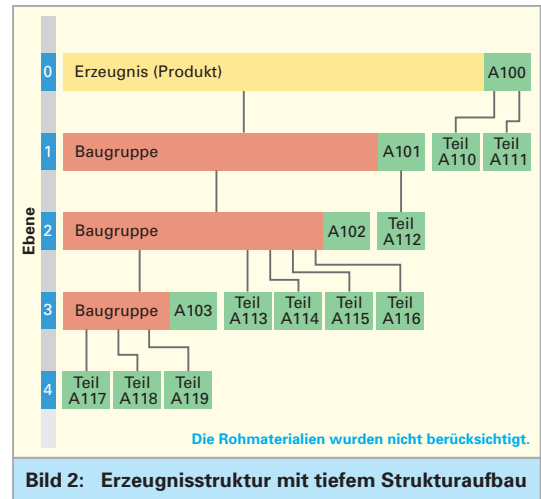 0
Erzeugnis (Produkt)
A100
1
Baugruppe
A101
Teil
A110
Teil
A111
Ebene
2
Baugruppe
A102
Teil
A112
3
Baugruppe
A103
Teil
A113
Teil
A114
Teil
A115
Teil
A116
4
Teil
A117
Teil
A118
Teil
A119
Die Rohmaterialien wurden nicht berücksichtigt.
Bild 2: Erzeugnisstruktur mit tiefem Strukturaufbau